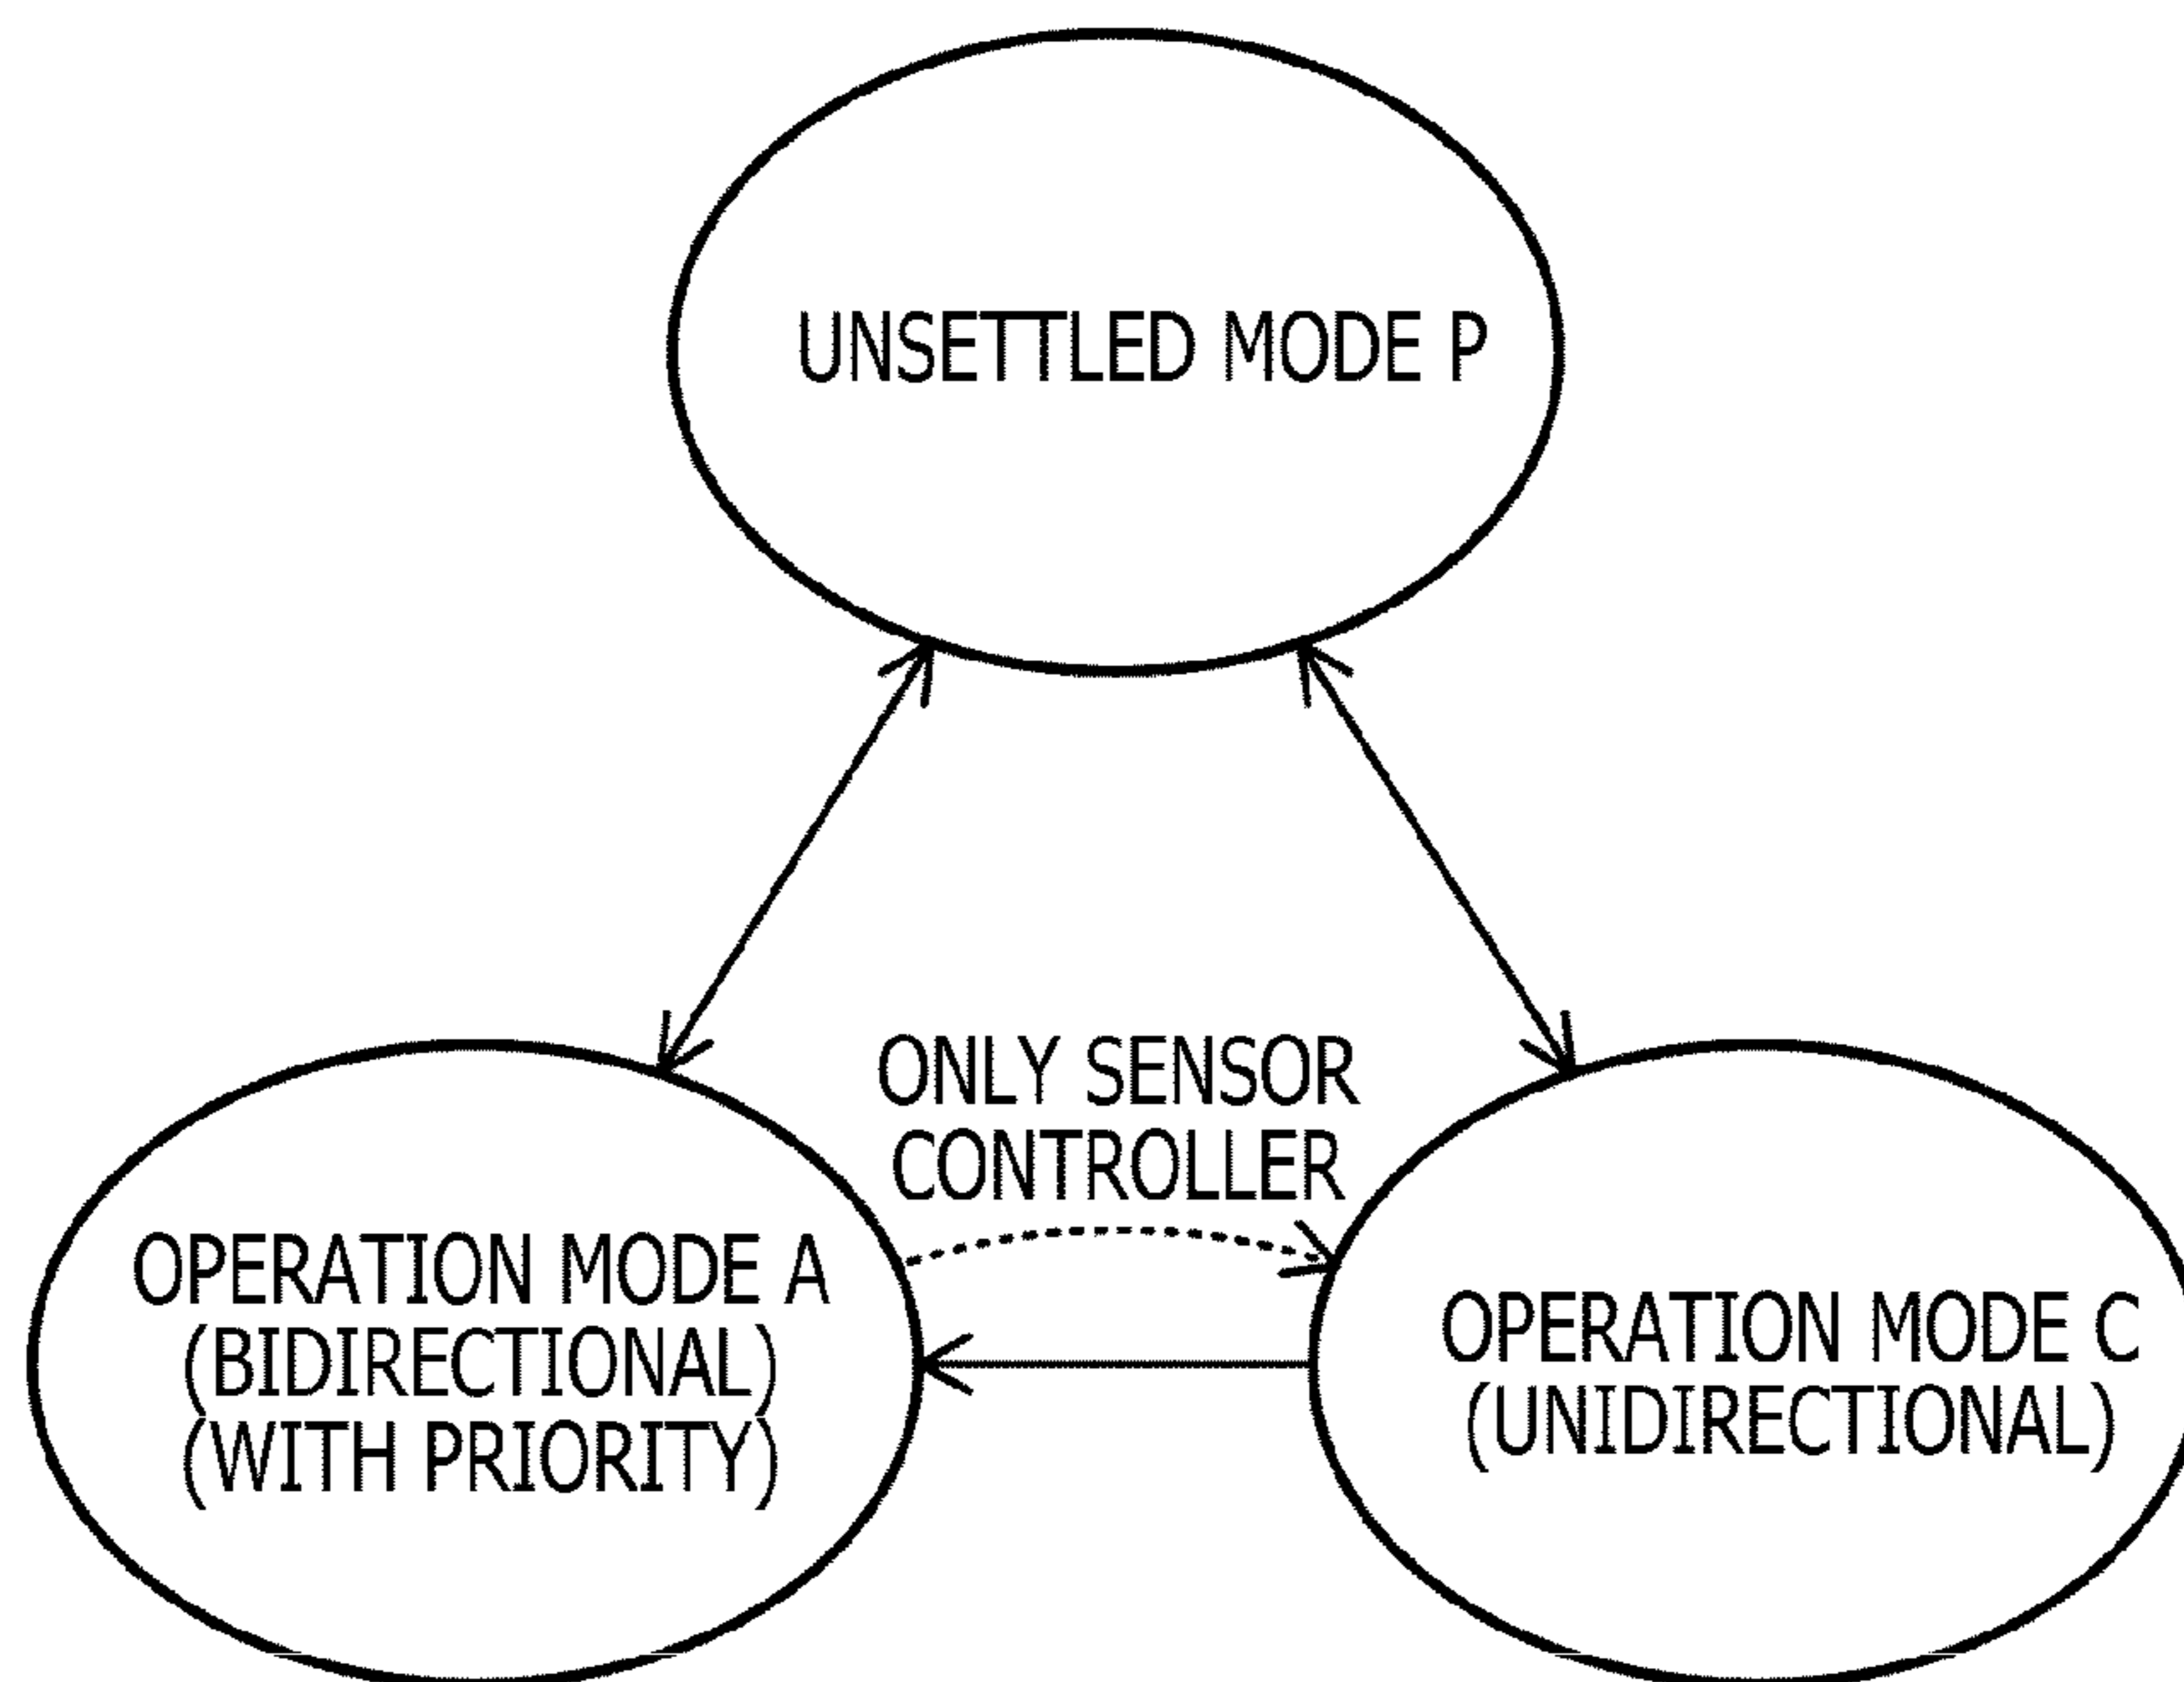 UNSETTLED MODE P
ONLY SENSOR
CONTROLLER
OPERATION MODE A
(BIDIRECTIONAL)
(WITH PRIORITY)
OPERATION MODE C
(UNIDIRECTIONAL)